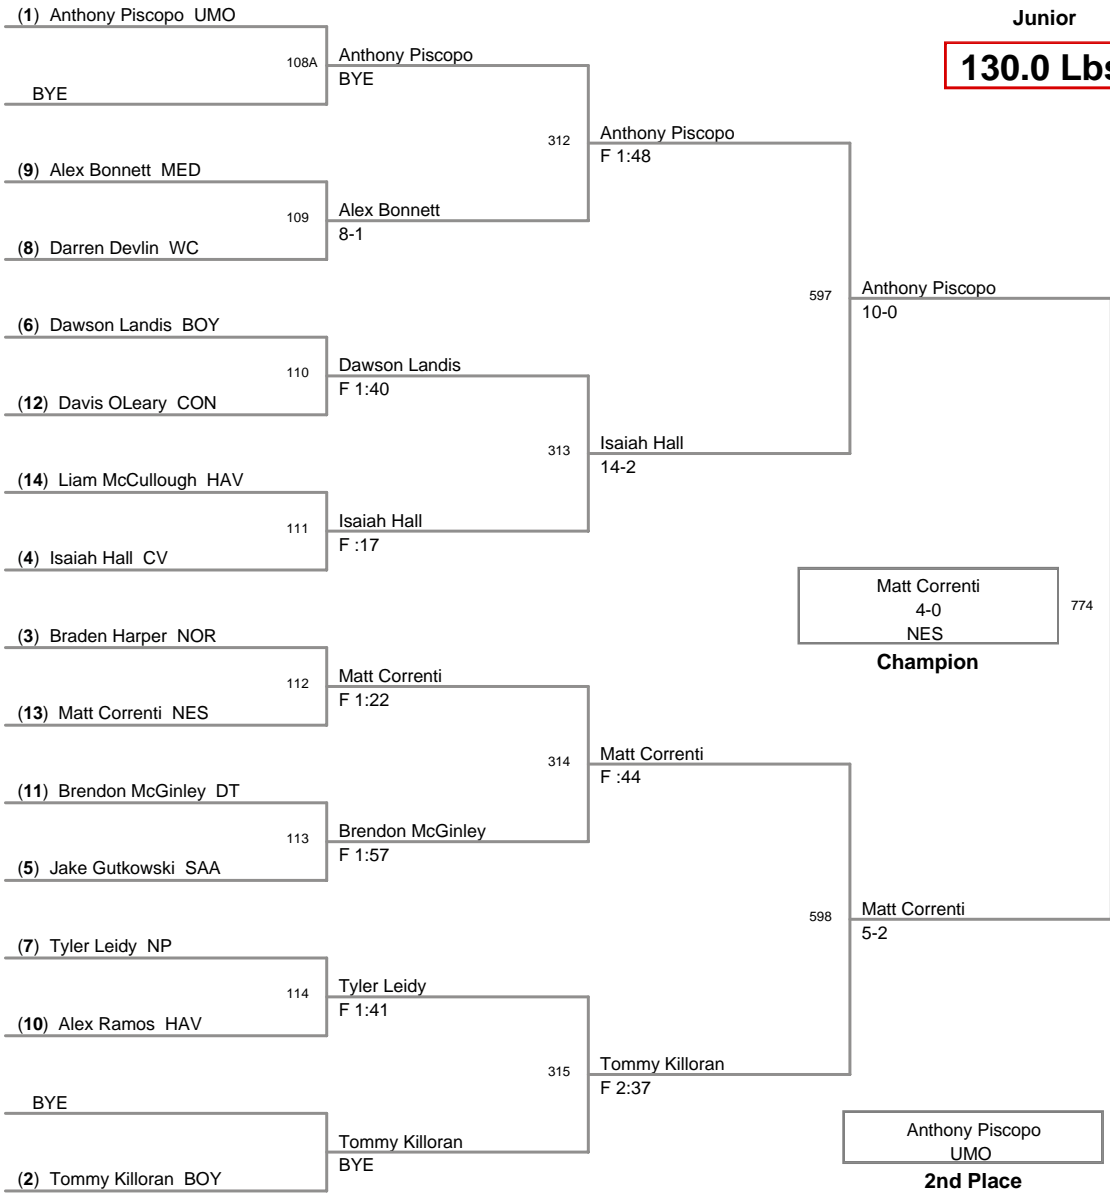 (1) Anthony Piscopo UMO
Junior
130.0 Lbs
108A
Anthony Piscopo
BYE
BYE
312
Anthony Piscopo
F 1:48
(9) Alex Bonnett MED
109
Alex Bonnett
8-1
(8) Darren Devlin WC
597
Anthony Piscopo
10-0
(6) Dawson Landis BOY
110
Dawson Landis
F 1:40
(12) Davis OLeary CON
313
Isaiah Hall
14-2
(14) Liam McCullough HAV
111
Isaiah Hall
F :17
(4) Isaiah Hall CV
Matt Correnti
4-0
NES
774
Champion
(3) Braden Harper NOR
112
Matt Correnti
F 1:22
(13) Matt Correnti NES
314
Matt Correnti
F :44
(11) Brendon McGinley DT
113
Brendon McGinley
F 1:57
(5) Jake Gutkowski SAA
598
Matt Correnti
5-2
(7) Tyler Leidy NP
114
Tyler Leidy
F 1:41
(10) Alex Ramos HAV
315
Tommy Killoran
F 2:37
BYE
Tommy Killoran
BYE
(2) Tommy Killoran BOY
Anthony Piscopo
UMO
2nd Place